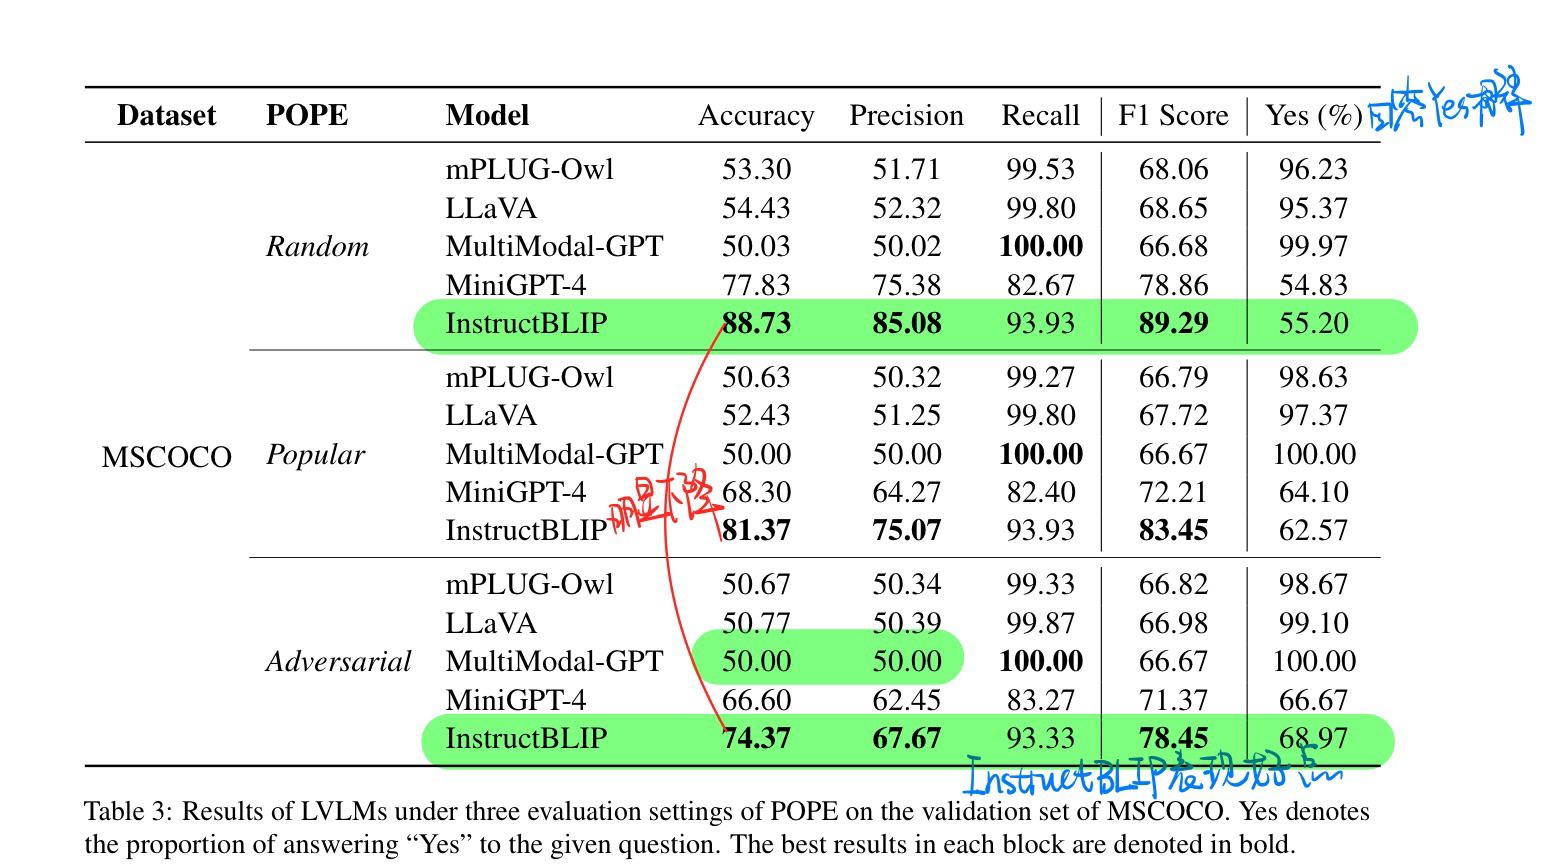 Dataset POPE Model Accuracy Precision Recall F1 Score Yes (%) 回答Yes概率
mPLUG-Owl 53.30 51.71 99.53 68.06 96.23
LLaVA 54.43 52.32 99.80 68.65 95.37
Random MultiModal-GPT 50.03 50.02 100.00 66.68 99.97
MiniGPT-4 77.83 75.38 82.67 78.86 54.83
InstructBLIP 88.73 85.08 93.93 89.29 55.20
mPLUG-Owl 50.63 50.32 99.27 66.79 98.63
LLaVA 52.43 51.25 99.80 67.72 97.37
MSCOCO Popular MultiModal-GPT 50.00 50.00 100.00 66.67 100.00
MiniGPT-4 68.30 64.27 82.40 72.21 64.10
明显下降
InstructBLIP 81.37 75.07 93.93 83.45 62.57
mPLUG-Owl 50.67 50.34 99.33 66.82 98.67
LLaVA 50.77 50.39 99.87 66.98 99.10
Adversarial MultiModal-GPT 50.00 50.00 100.00 66.67 100.00
MiniGPT-4 66.60 62.45 83.27 71.37 66.67
InstructBLIP 74.37 67.67 93.33 78.45 68.97
InstructBLIP表现好点
Table 3: Results of LVLMs under three evaluation settings of POPE on the validation set of MSCOCO. Yes denotes
the proportion of answering “Yes” to the given question. The best results in each block are denoted in bold.